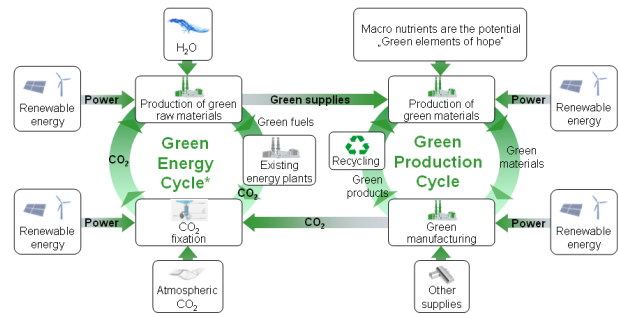 H₂O
Macro nutrients are the potential
„Green elements of hope“
Renewable
energy
Power
Production of green
raw materials
Green supplies
Production of
green materials
Power
Renewable
energy
Green fuels
CO₂
Green
Energy
Cycle*
Existing
energy plants
CO₂
Recycling
Green
products
Green
Production
Cycle
Green
materials
Renewable
energy
Power
CO₂
fixation
CO₂
Green
manufacturing
Power
Renewable
energy
Atmospheric
CO₂
Other
supplies